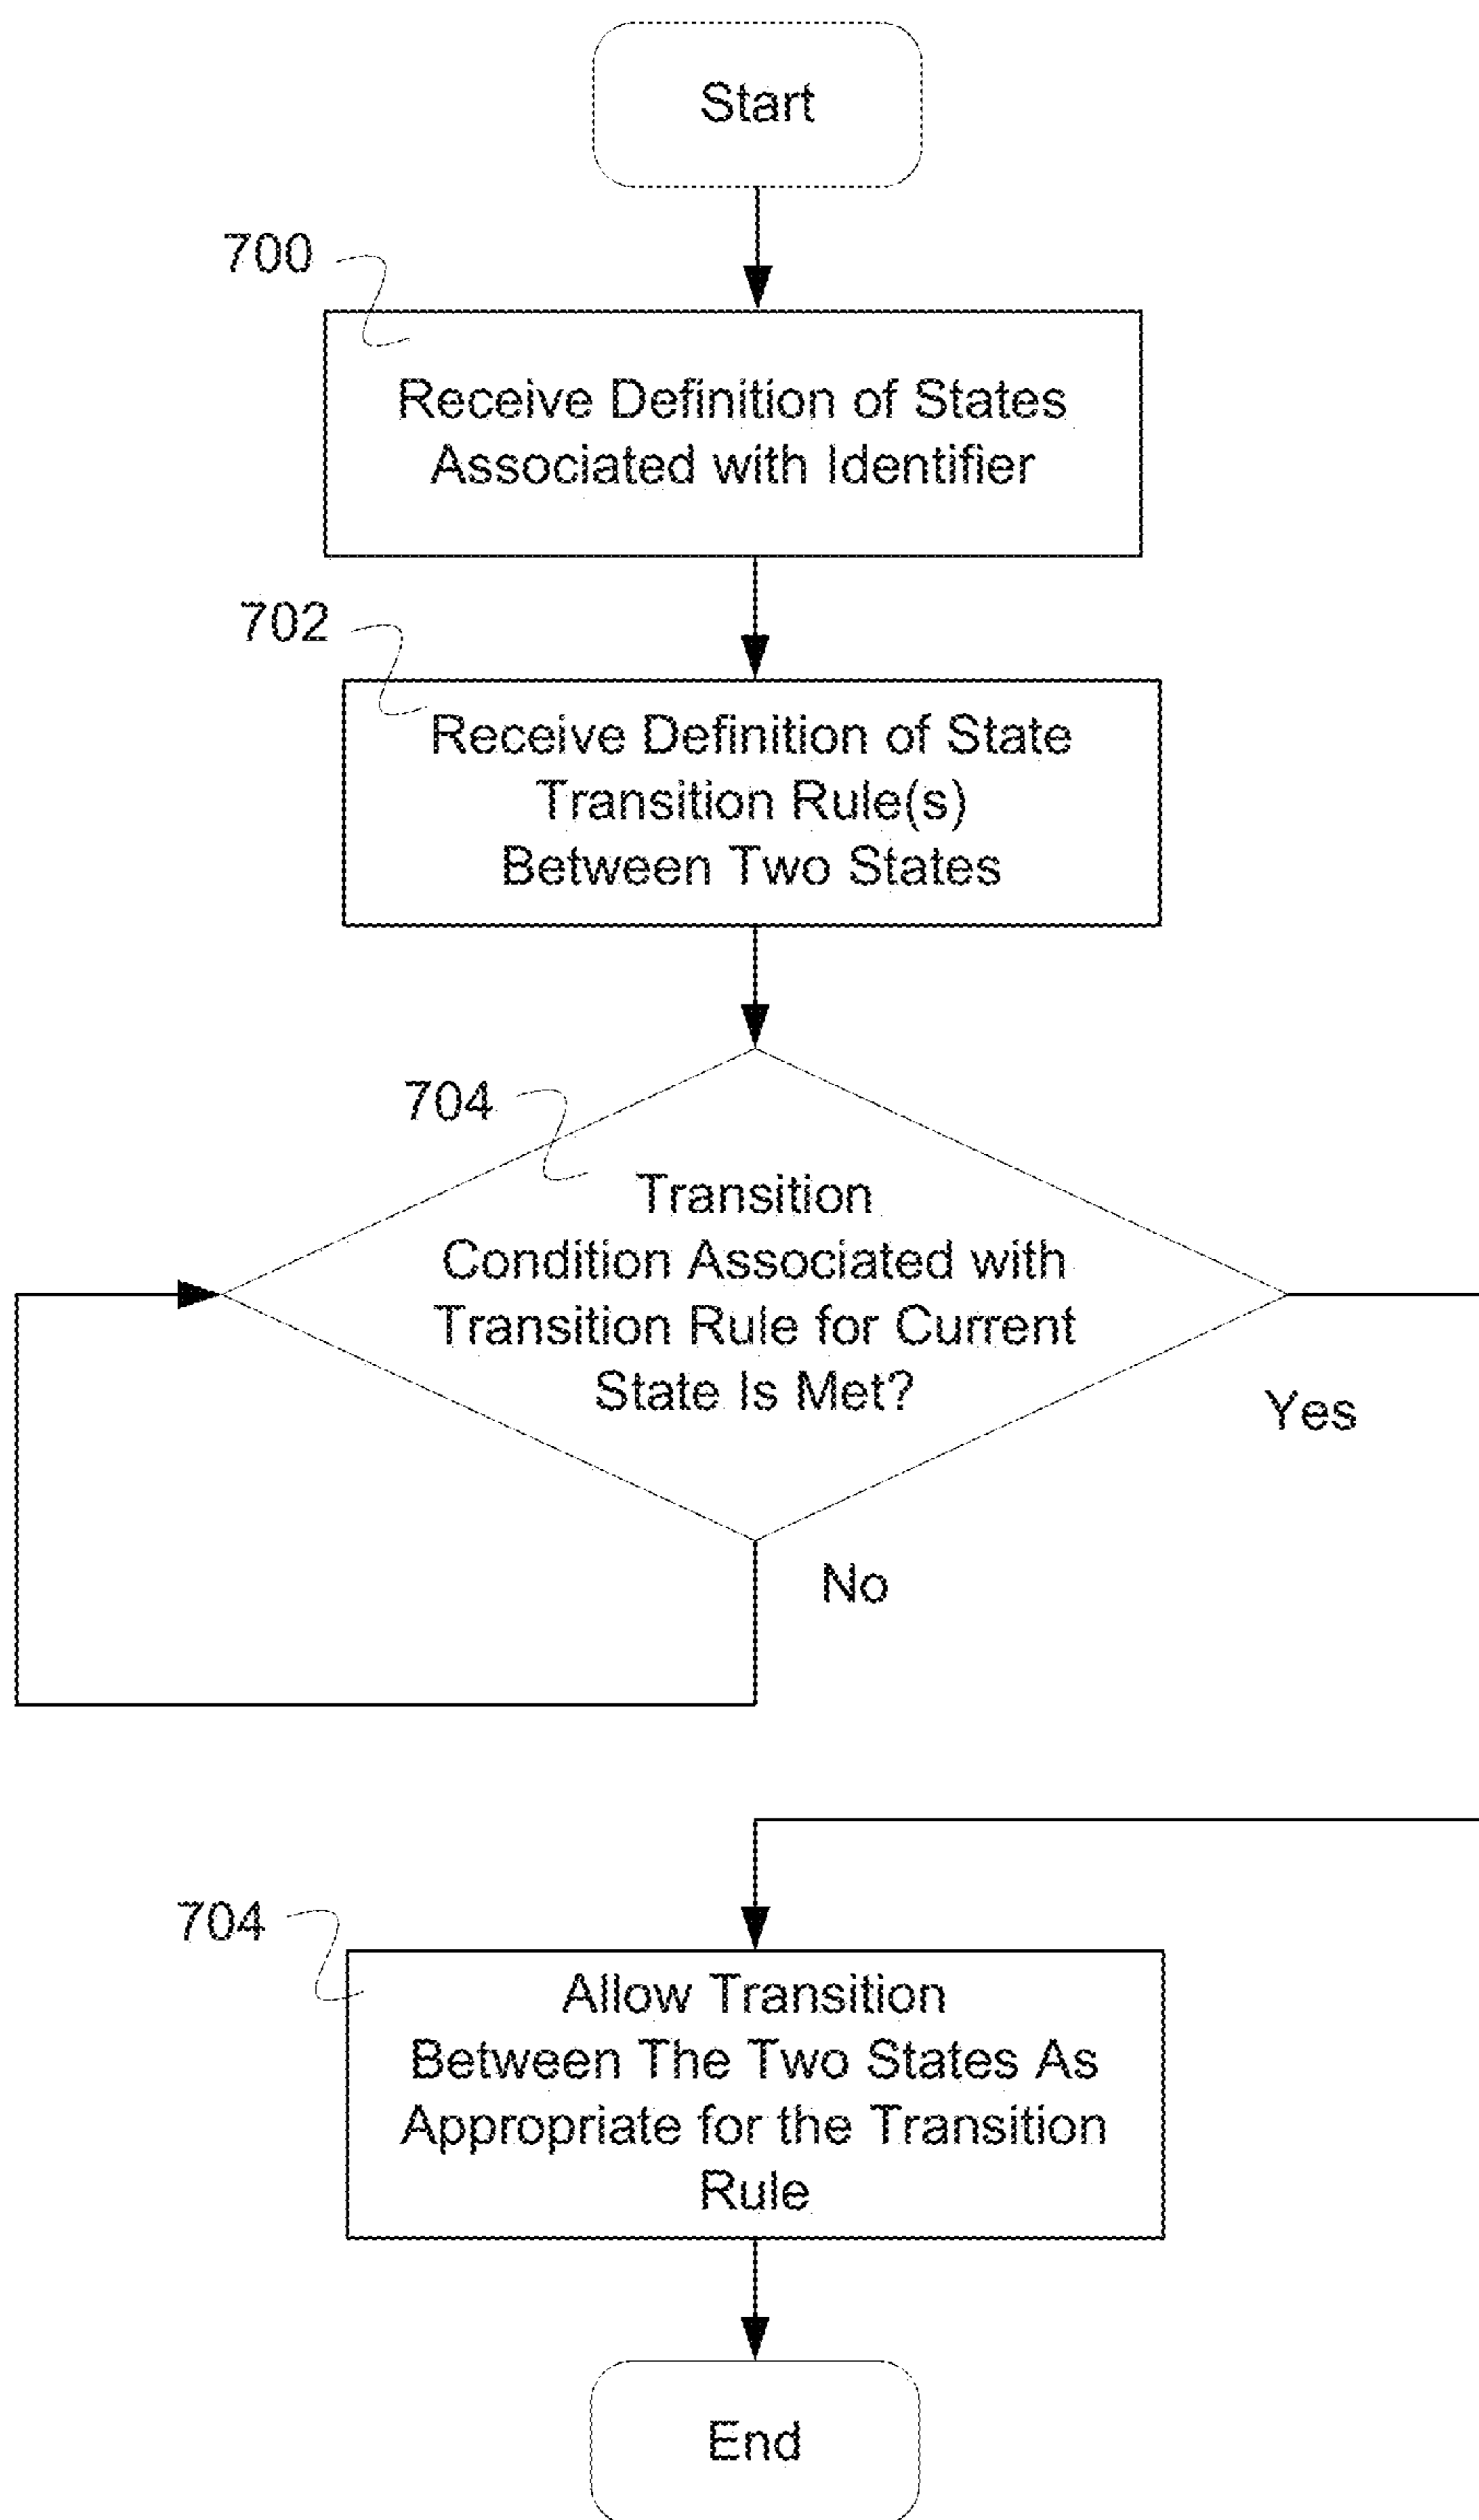 Start
700
Receive Definition of States
Associated with Identifier
702
Receive Definition of State
Transition Rule(s)
Between Two States
704
Transition
Condition Associated with
Transition Rule for Current
State Is Met?
Yes
No
704
Allow Transition
Between The Two States As
Appropriate for the Transition
Rule
End